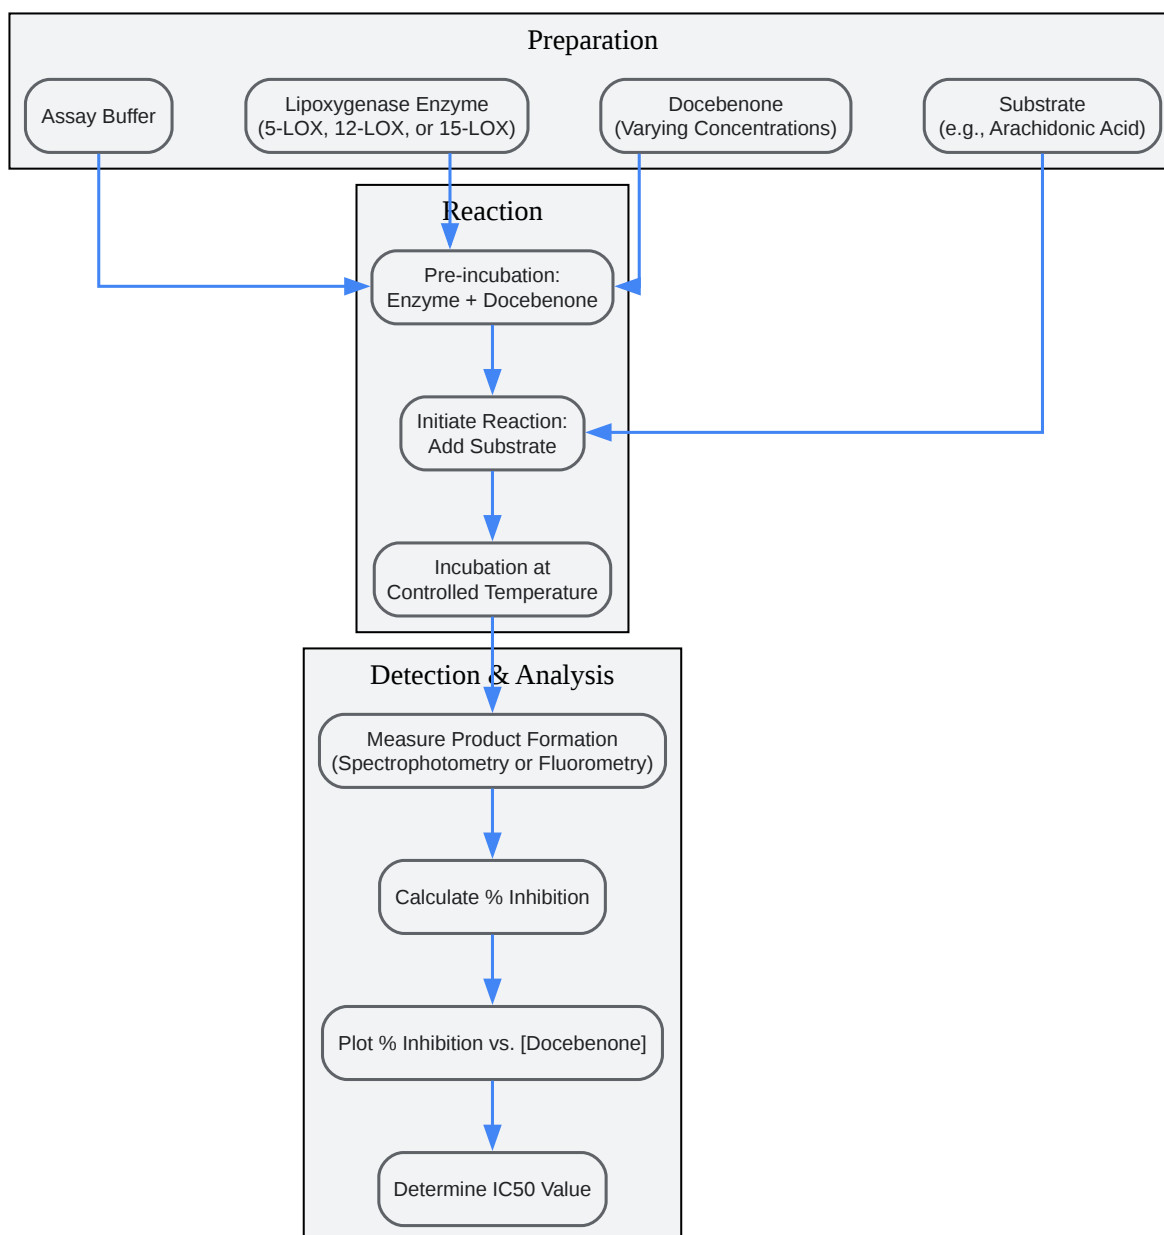 Preparation
Assay Buffer
Lipoxygenase Enzyme
(5-LOX, 12-LOX, or 15-LOX)
Docebenone
(Varying Concentrations)
Substrate
(e.g., Arachidonic Acid)
Reaction
Pre-incubation:
Enzyme + Docebenone
Initiate Reaction:
Add Substrate
Incubation at
Controlled Temperature
Detection & Analysis
Measure Product Formation
(Spectrophotometry or Fluorometry)
Calculate % Inhibition
Plot % Inhibition vs. [Docebenone]
Determine IC50 Value